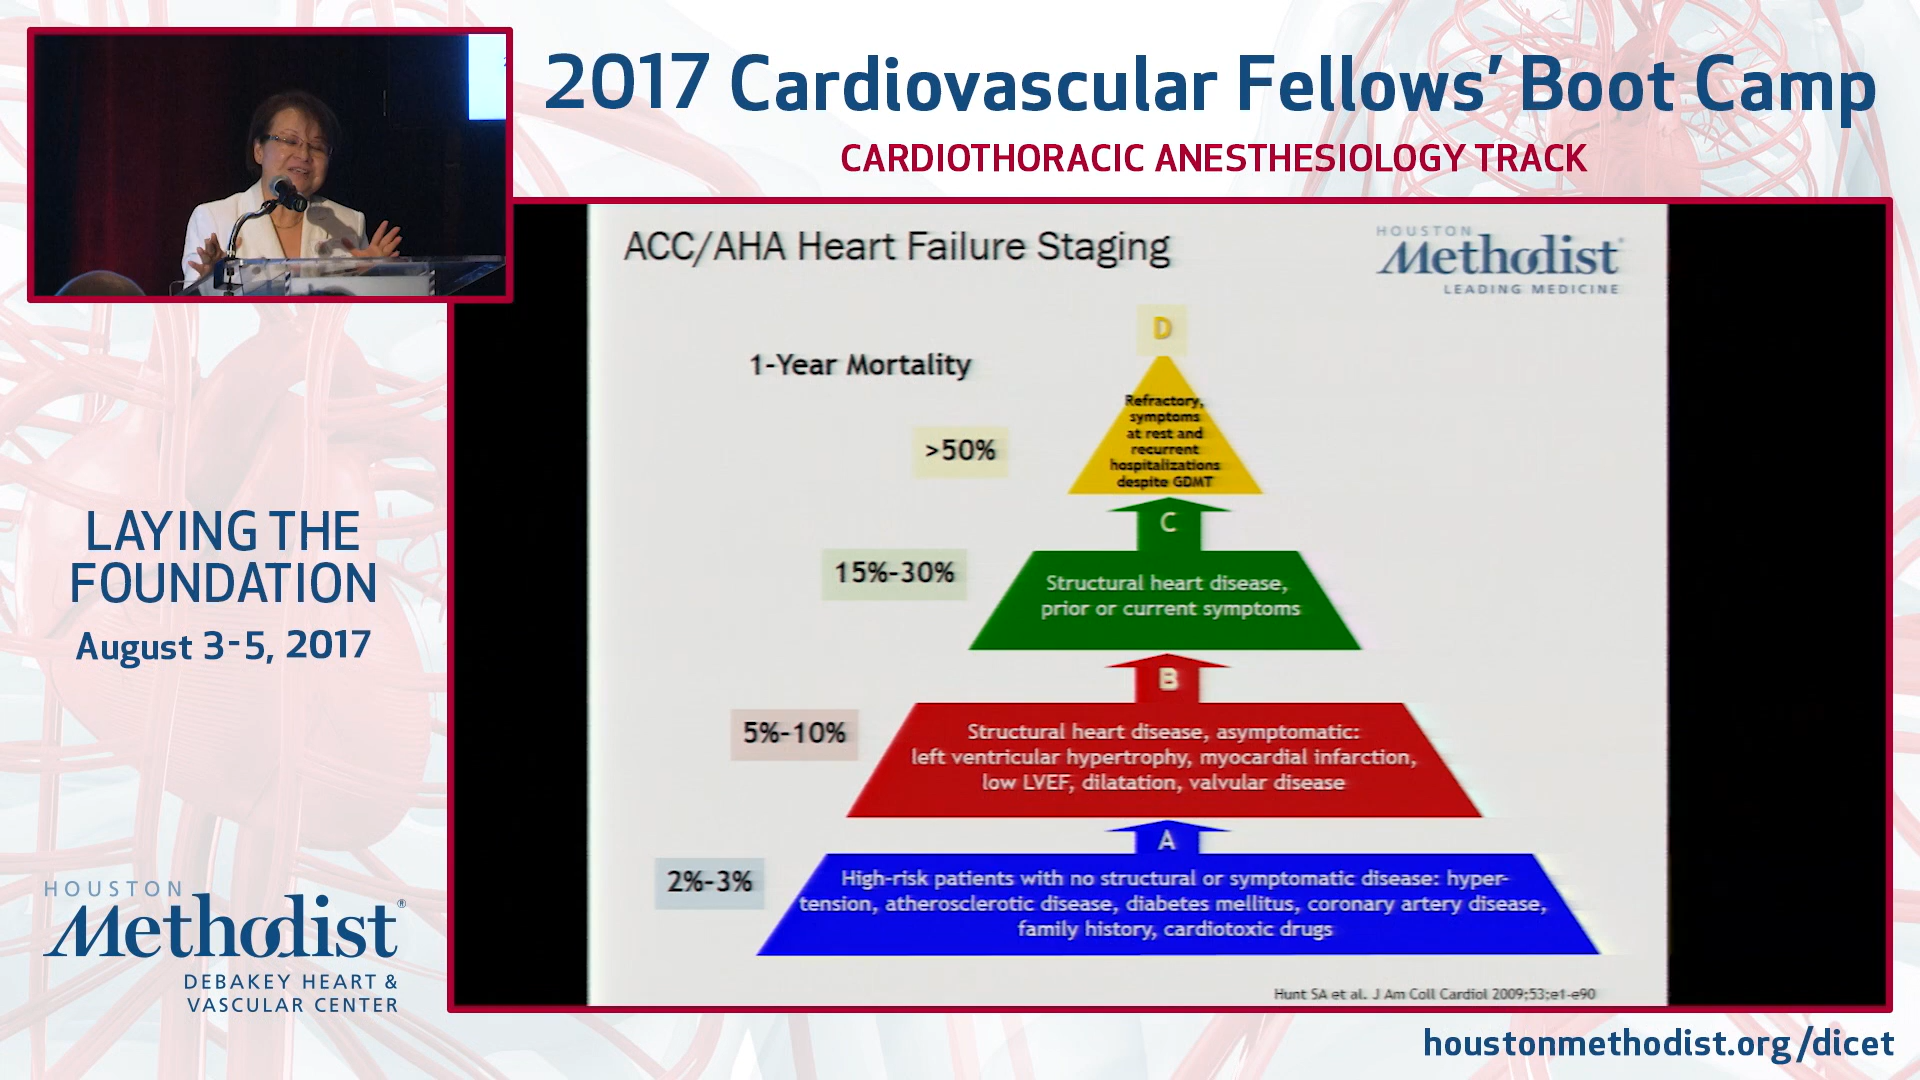 2017 Cardiovascular Fellows' Boot Camp
CARDIOTHORACIC ANESTHESIOLOGY TRACK
ACC/AHA Heart Failure Staging
HOUSTON
Methodist
LEADING MEDICINE
1-Year Mortality
D
Refractory,
symptoms
at rest and
recurrent
hospitalizations
despite GDMT
>50%
C
15%-30%
Structural heart disease,
prior or current symptoms
B
5%-10%
Structural heart disease, asymptomatic:
left ventricular hypertrophy, myocardial infarction,
low LVEF, dilatation, valvular disease
A
2%-3%
High-risk patients with no structural or symptomatic disease: hyper-
tension, atherosclerotic disease, diabetes mellitus, coronary artery disease,
family history, cardiotoxic drugs
Hunt SA et al. J Am Coll Cardiol 2009;53:e1-e90
LAYING THE
FOUNDATION
August 3-5, 2017
HOUSTON
Methodist®
DEBAKEY HEART &
VASCULAR CENTER
houstonmethodist.org/dicet